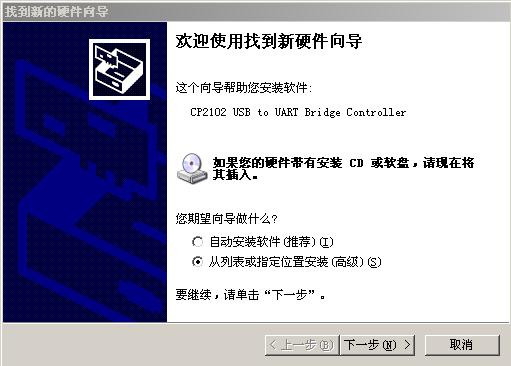 找到新的硬件向导
欢迎使用找到新硬件向导
这个向导帮助您安装软件:
CP2102 USB to UART Bridge Controller
如果您的硬件带有安装 CD 或软盘，请现在将
其插入。
您期望向导做什么?
自动安装软件(推荐)(I)
从列表或指定位置安装(高级)(S)
要继续，请单击“下一步”。
< 上一步(B) 下一步(N) > 取消